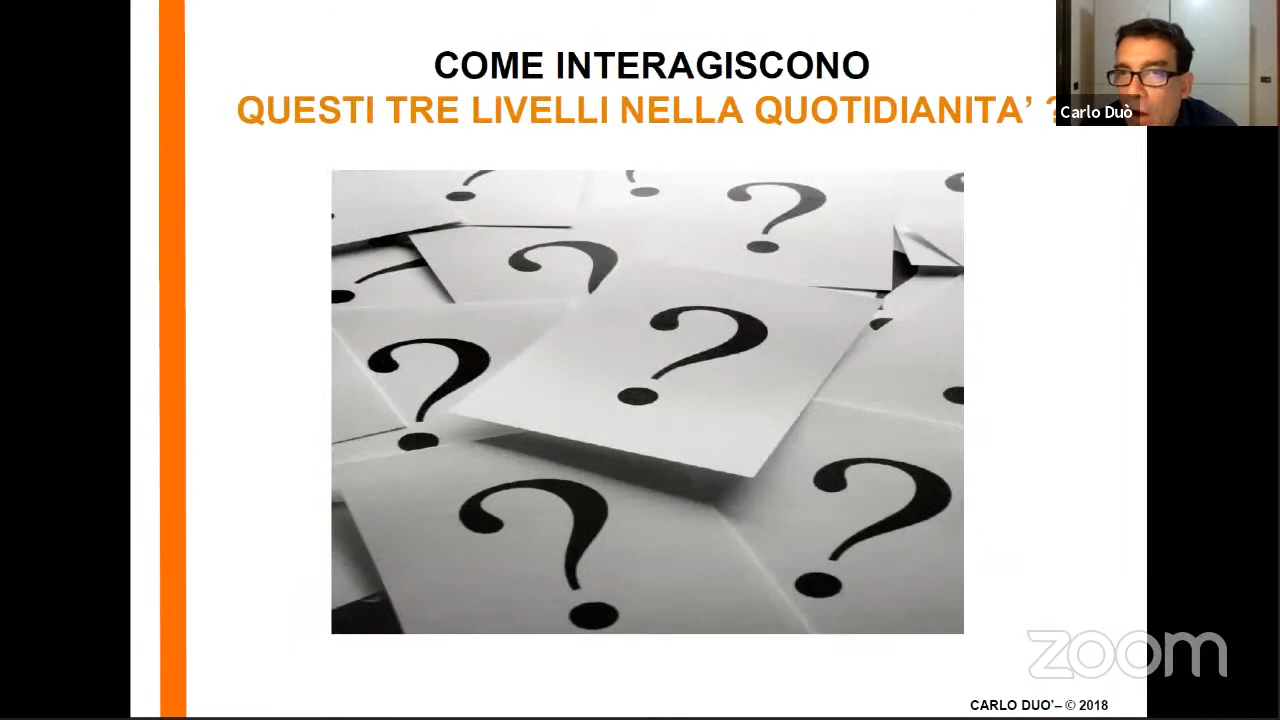 COME INTERAGISCONO
QUESTI TRE LIVELLI NELLA QUOTIDIANITA’ ?
Carlo Duò
? ? ?
? ?
?
?
?
?
zoom
CARLO DUO’– © 2018